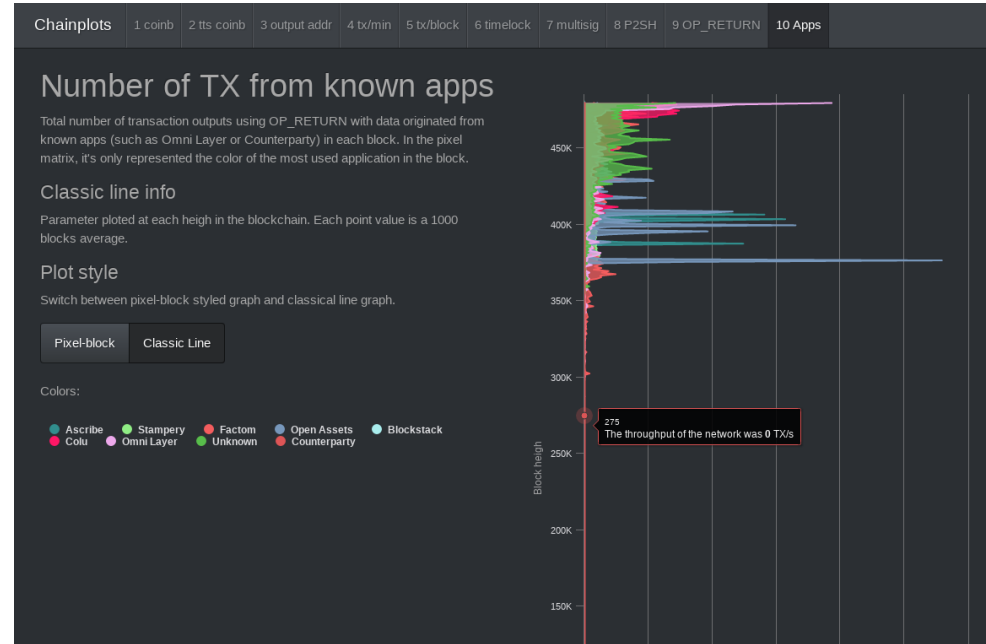 Chainplots 1 coinb 2 tts coinb 3 output addr 4 tx/min 5 tx/block 6 timelock 7 multisig 8 P2SH 9 OP_RETURN 10 Apps
Number of TX from known apps
Total number of transaction outputs using OP_RETURN with data originated from
known apps (such as Omni Layer or Counterparty) in each block. In the pixel
matrix, it's only represented the color of the most used application in the block.
Classic line info
Parameter ploted at each heigh in the blockchain. Each point value is a 1000
blocks average.
Plot style
Switch between pixel-block styled graph and classical line graph.
Pixel-block Classic Line
Colors:
Ascribe Stampery Factom Open Assets Blockstack
Colu Omni Layer Unknown Counterparty
450K
400K
350K
300K
275
The throughput of the network was 0 TX/s
Block heigh
250K
200K
150K